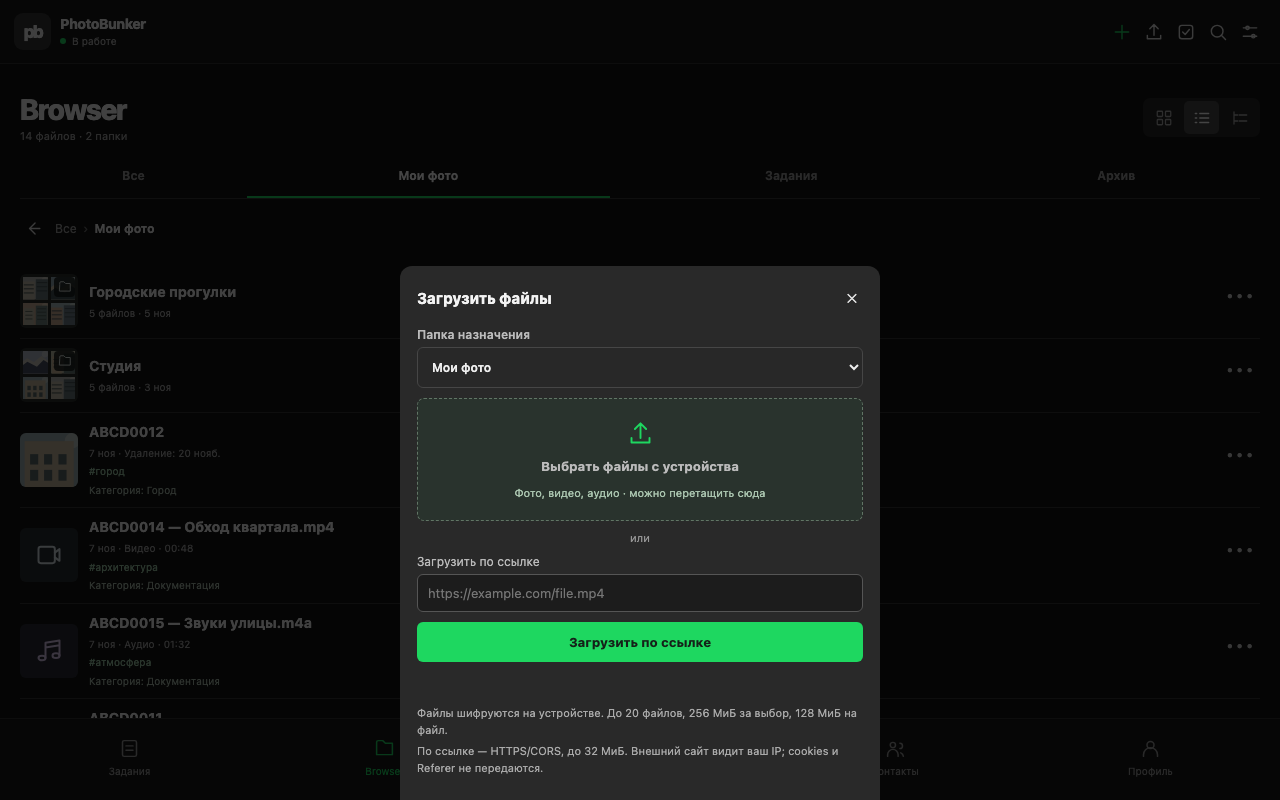 pb
PhotoBunker
В работе
Browser
14 файлов · 2 папки
Все
Мои фото
Задания
Архив
Все › Мои фото
Городские прогулки
5 файлов · 5 ноя
Студия
5 файлов · 3 ноя
ABCD0012
7 ноя · Удаление: 20 нояб.
#город
Категория: Город
ABCD0014 — Обход квартала.mp4
7 ноя · Видео · 00:48
#архитектура
Категория: Документация
ABCD0015 — Звуки улицы.m4a
7 ноя · Аудио · 01:32
#атмосфера
Категория: Документация
ABCD0011
Загрузить файлы
Папка назначения
Мои фото
Выбрать файлы с устройства
Фото, видео, аудио · можно перетащить сюда
или
Загрузить по ссылке
https://example.com/file.mp4
Загрузить по ссылке
Файлы шифруются на устройстве. До 20 файлов, 256 МиБ за выбор, 128 МиБ на
файл.
По ссылке — HTTPS/CORS, до 32 МиБ. Внешний сайт видит ваш IP; cookies и
Referer не передаются.
Задания
Browse
онтакты
Профиль